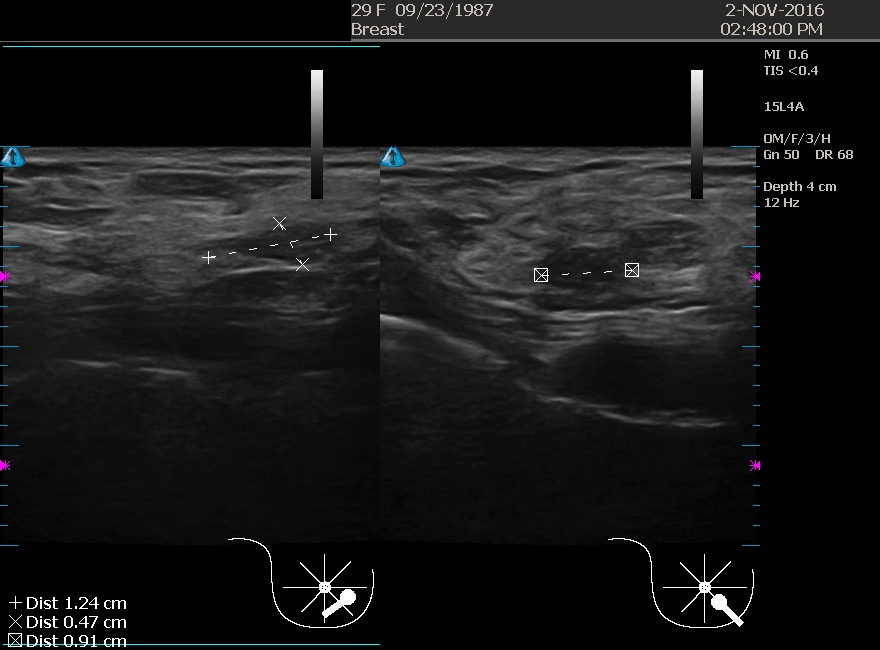 29 F 09/23/1987
2-NOV-2016
Breast
02:48:00 PM
MI 0.6
TIS <0.4
15L4A
OM/F/3/H
Gn 50 DR 68
Depth 4 cm
12 Hz
Dist 1.24 cm
Dist 0.47 cm
Dist 0.91 cm